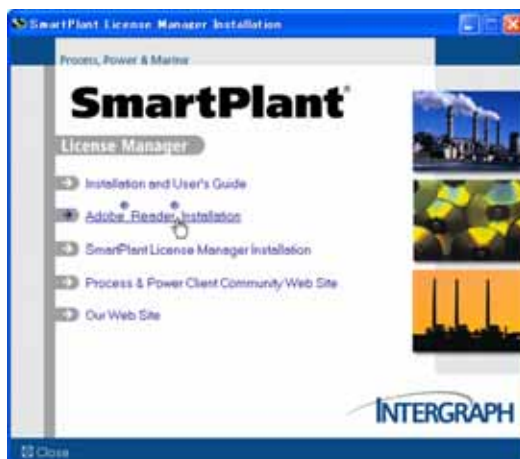 SmartPlant License Manager Installation
Process, Power & Marine
SmartPlant®
License Manager
Installation and User's Guide
Adobe® Reader® Installation
SmartPlant License Manager Installation
Process & Power Client Community Web Site
Our Web Site
INTERGRAPH
Close